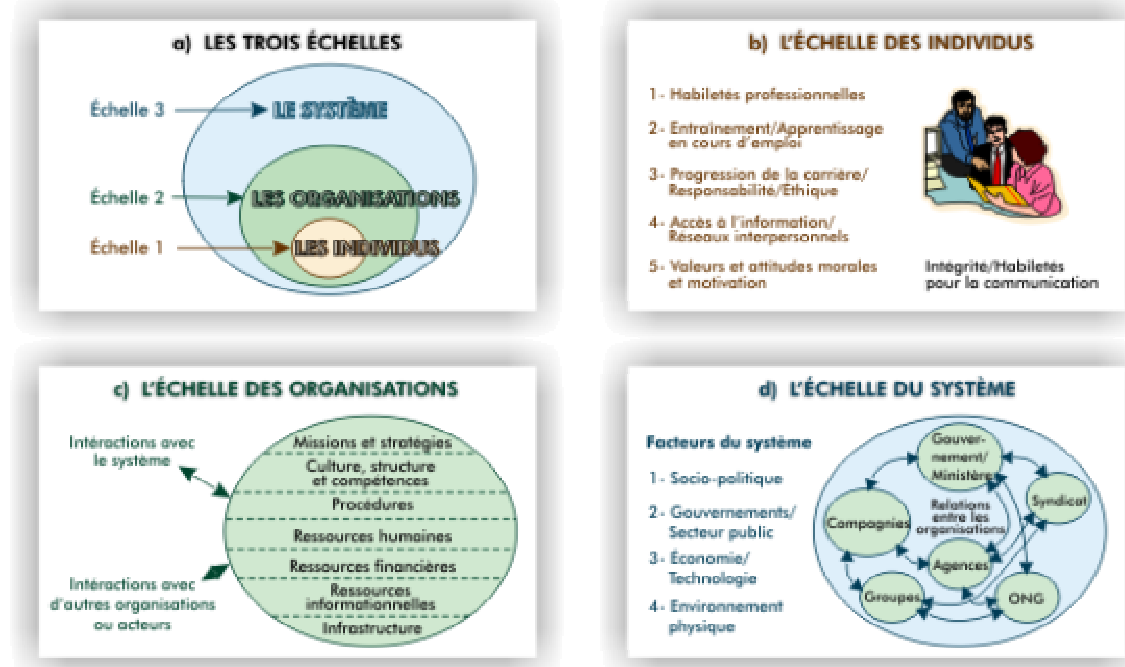 a) LES TROIS ÉCHELLES
Échelle 3
LE SYSTÈME
Échelle 2
LES ORGANISATIONS
Échelle 1
LES INDIVIDUS
b) L'ÉCHELLE DES INDIVIDUS
1- Habiletés professionnelles
2- Entraînement/Apprentissage
en cours d'emploi
3- Progression de la carrière/
Responsabilité/Éthique
4- Accès à l'information/
Réseaux interpersonnels
5- Valeurs et attitudes morales
et motivation
Intégrité/Habiletés
pour la communication
c) L'ÉCHELLE DES ORGANISATIONS
Intéractions avec
le système
Intéractions avec
d'autres organisations
ou acteurs
Missions et stratégies
Culture, structure
et compétences
Procédures
Ressources humaines
Ressources financières
Ressources
informationnelles
Infrastructure
d) L'ÉCHELLE DU SYSTÈME
Facteurs du système
1- Socio-politique
2- Gouvernements/
Secteur public
3- Économie/
Technologie
4- Environnement
physique
Gouver-
nement/
Ministère
Syndicat
Compagnies
Relations
entre les
organisations
Agences
Groupes
ONG